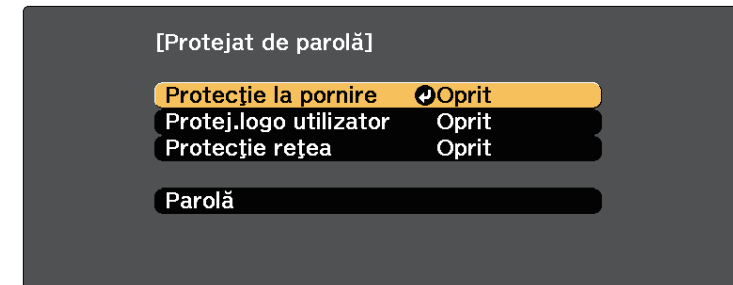 [Protejat de parolă]
Protecţie la pornire Oprit
Protej.logo utilizator Oprit
Protecţie reţea Oprit
Parolă